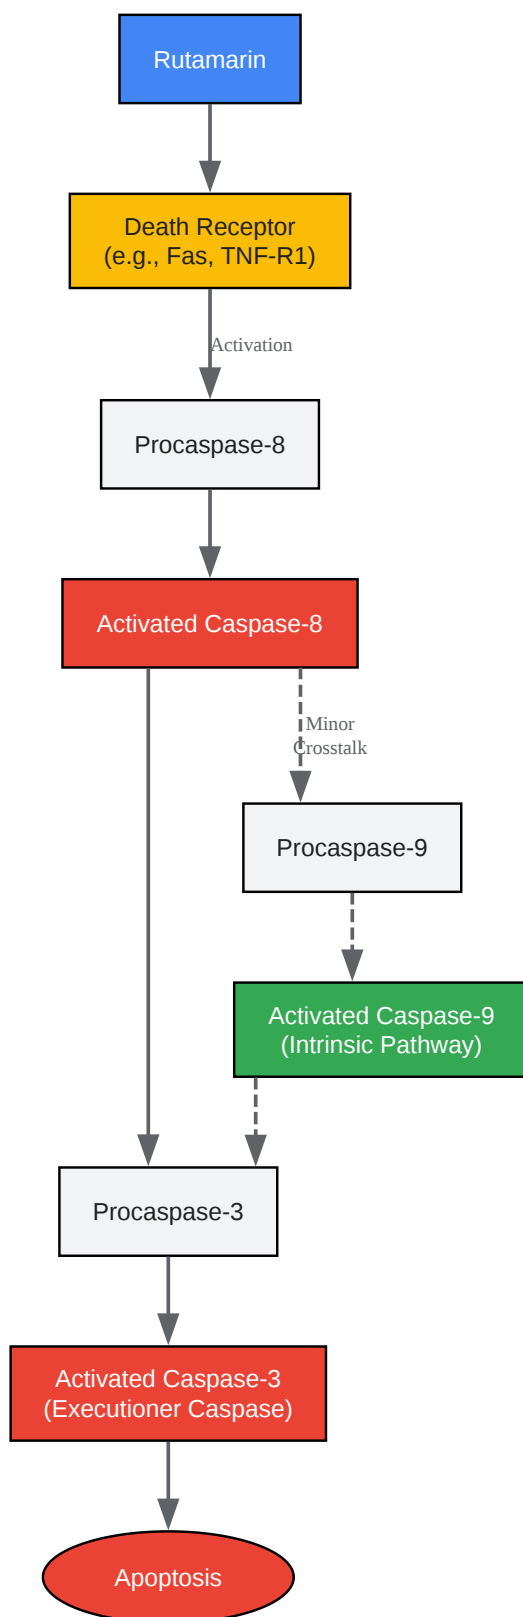 Rutamarin
Death Receptor
(e.g., Fas, TNF-R1)
Activation
Procaspase-8
Activated Caspase-8
Minor
Crosstalk
Procaspase-9
Activated Caspase-9
(Intrinsic Pathway)
Procaspase-3
Activated Caspase-3
(Executioner Caspase)
Apoptosis